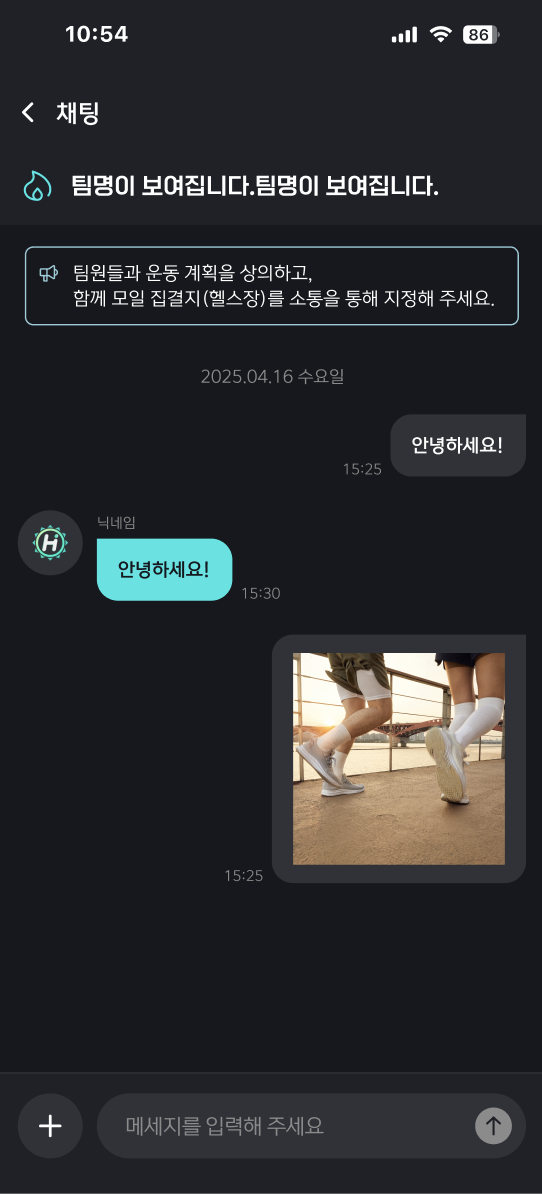 10:54
86
채팅
팀명이 보여집니다.팀명이 보여집니다.
팀원들과 운동 계획을 상의하고,
함께 모일 집결지(헬스장)를 소통을 통해 지정해 주세요.
2025.04.16 수요일
안녕하세요!
15:25
닉네임
Hi
안녕하세요!
15:30
15:25
메세지를 입력해 주세요